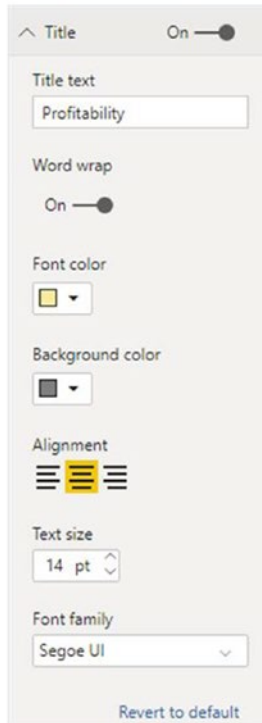 Title On
Title text
Profitability
Word wrap
On
Font color
Background color
Alignment
Text size
14 pt
Font family
Segoe UI
Revert to default